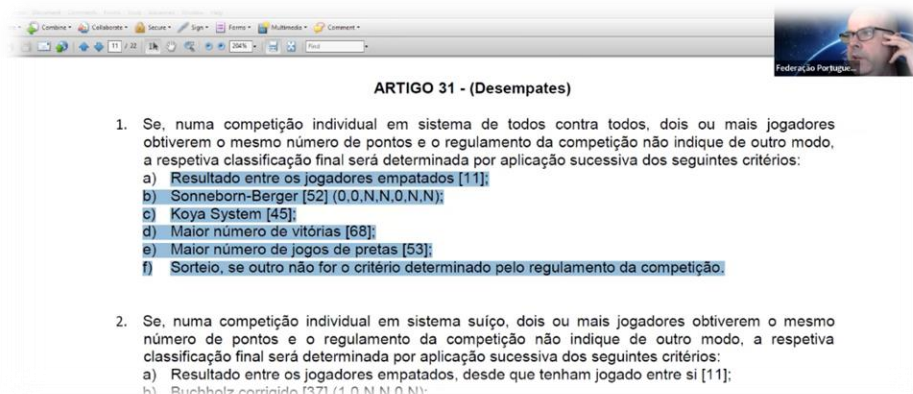 Combine Collaborate Secure Sign Forms Multimedia Comment
11 / 22 204% Find
Federação Portugue...
ARTIGO 31 - (Desempates)
1. Se, numa competição individual em sistema de todos contra todos, dois ou mais jogadores
obtiverem o mesmo número de pontos e o regulamento da competição não indique de outro modo,
a respetiva classificação final será determinada por aplicação sucessiva dos seguintes critérios:
a) Resultado entre os jogadores empatados [11];
b) Sonneborn-Berger [52] (0,0,N,N,0,N,N);
c) Koya System [45];
d) Maior número de vitórias [68];
e) Maior número de jogos de pretas [53];
f) Sorteio, se outro não for o critério determinado pelo regulamento da competição.
2. Se, numa competição individual em sistema suíço, dois ou mais jogadores obtiverem o mesmo
número de pontos e o regulamento da competição não indique de outro modo, a respetiva
classificação final será determinada por aplicação sucessiva dos seguintes critérios:
a) Resultado entre os jogadores empatados, desde que tenham jogado entre si [11];
b) Buchholz corrigido [37] (1,0,N,N,0,N);